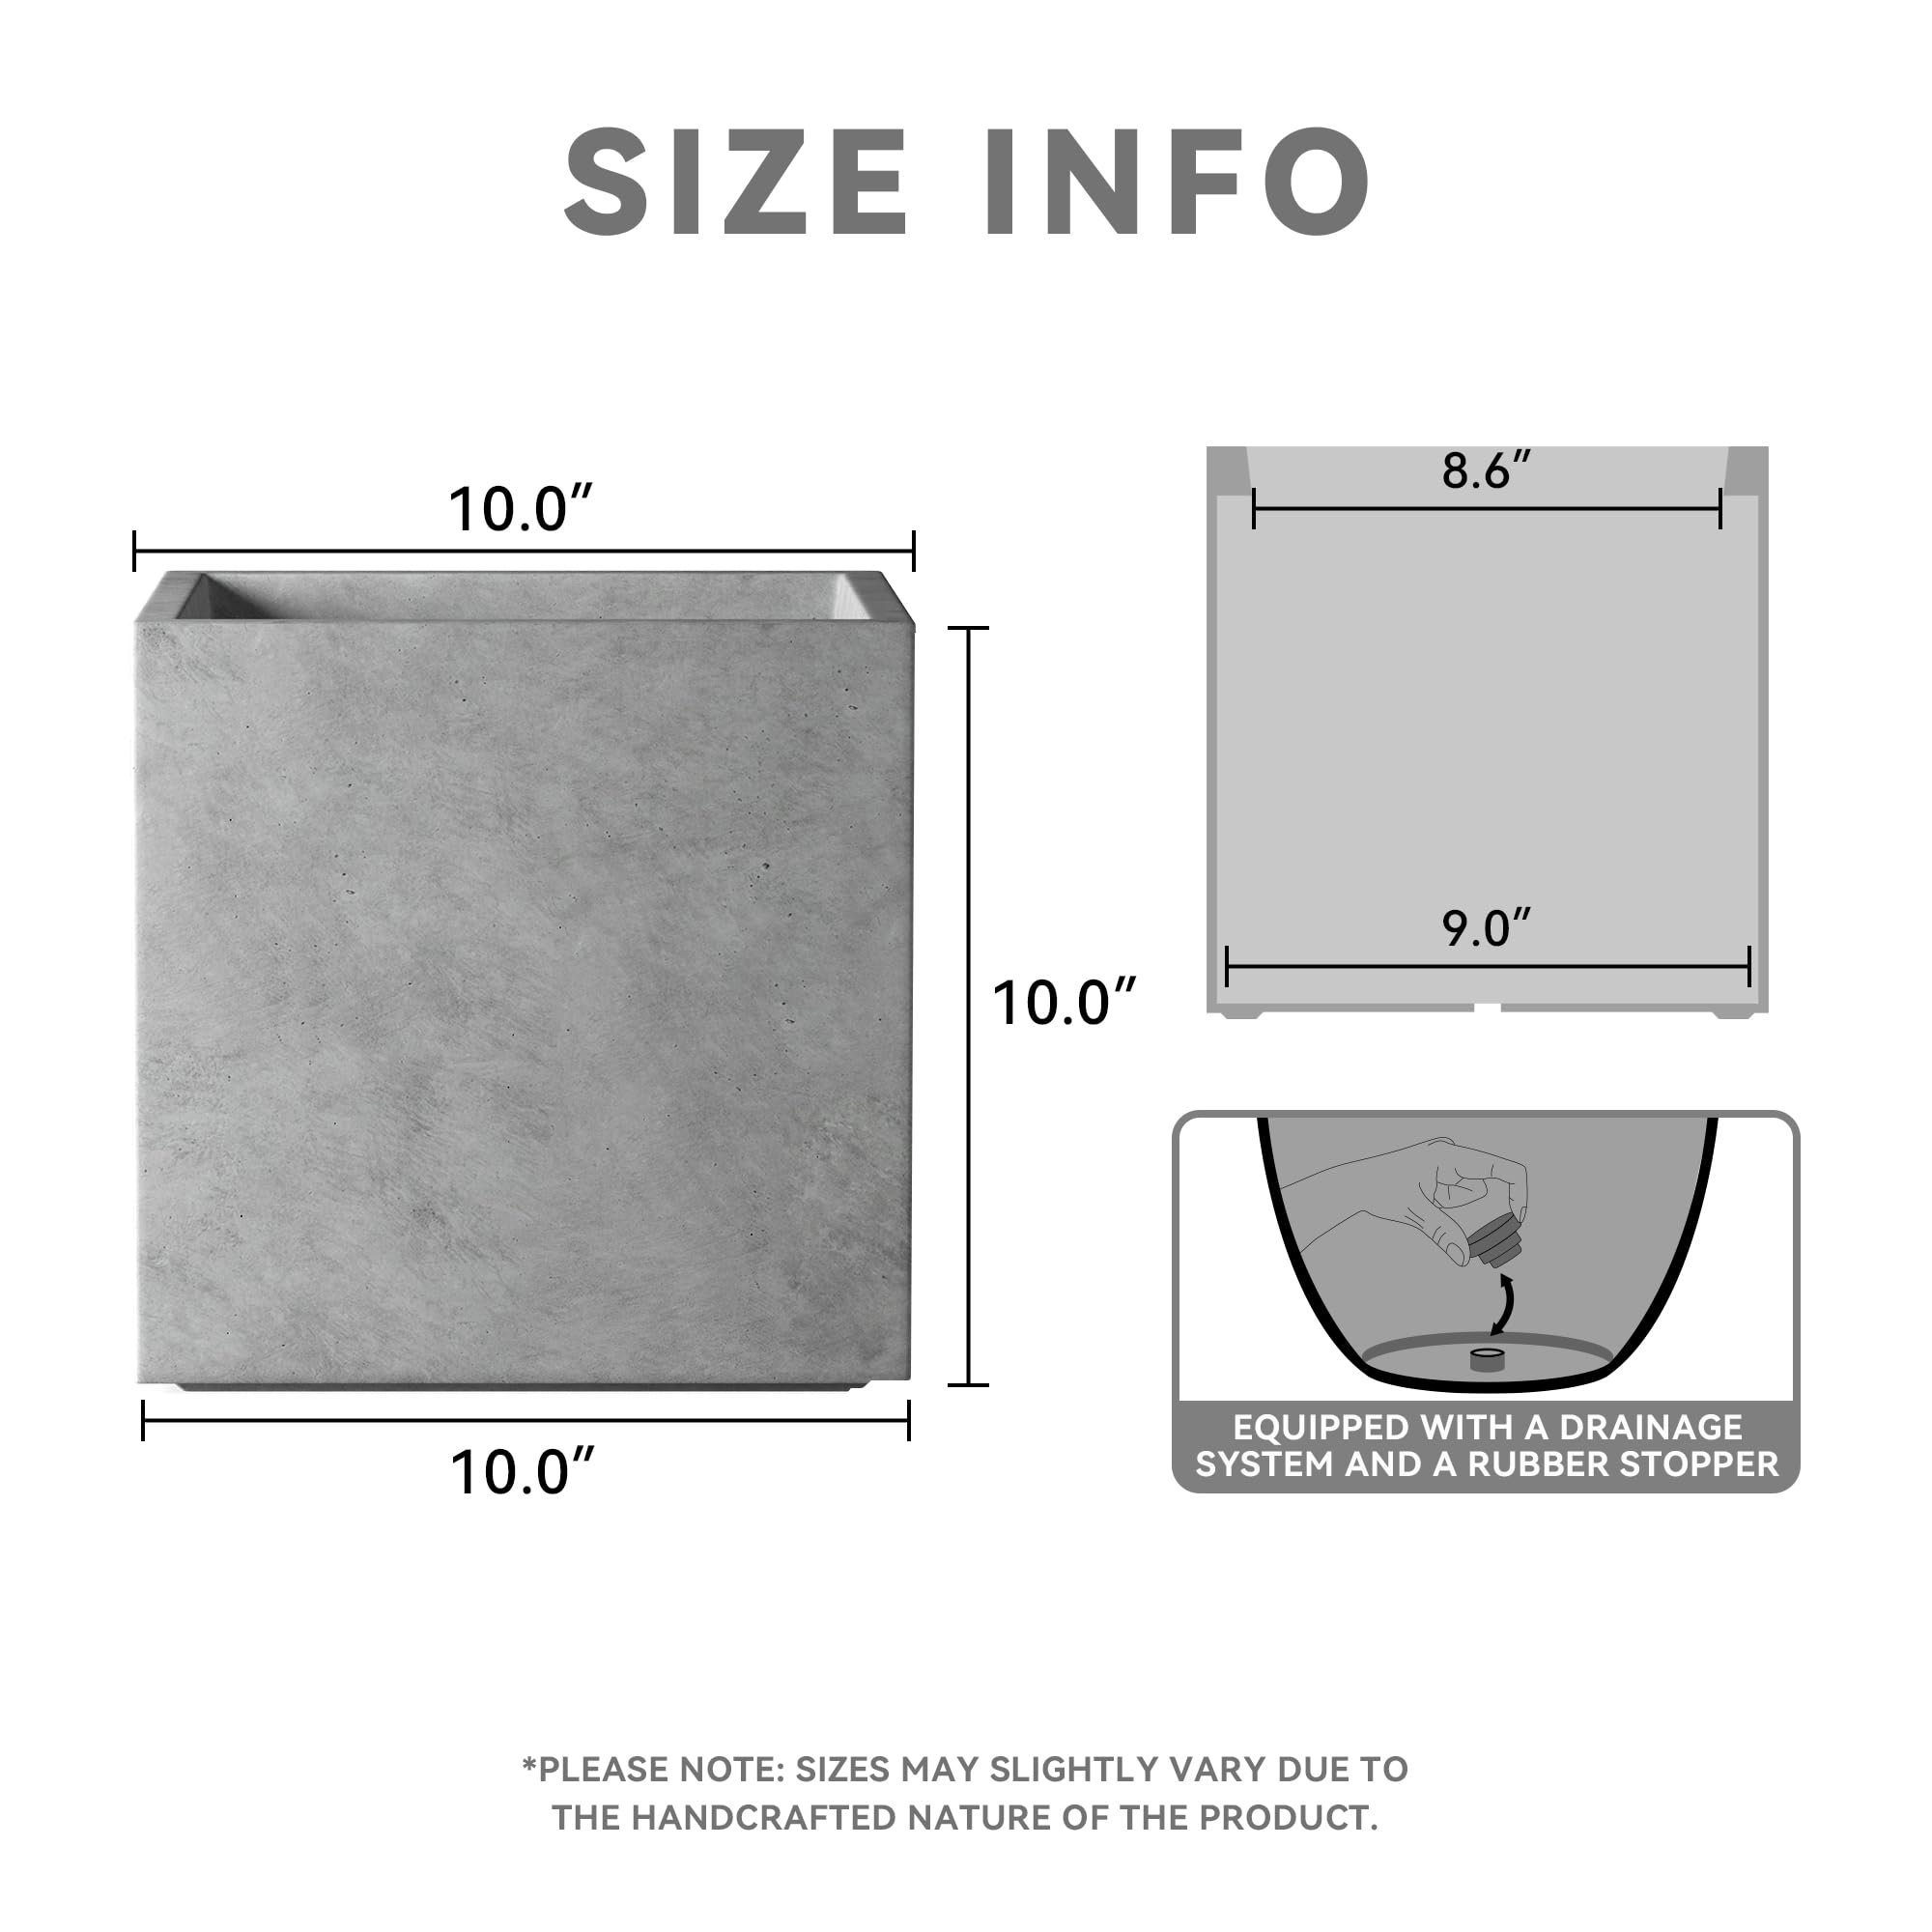 SIZE INFO
10.0″
8.6″
9.0″
10.0″
10.0″
EQUIPPED WITH A DRAINAGE
SYSTEM AND A RUBBER STOPPER
*PLEASE NOTE: SIZES MAY SLIGHTLY VARY DUE TO
THE HANDCRAFTED NATURE OF THE PRODUCT.